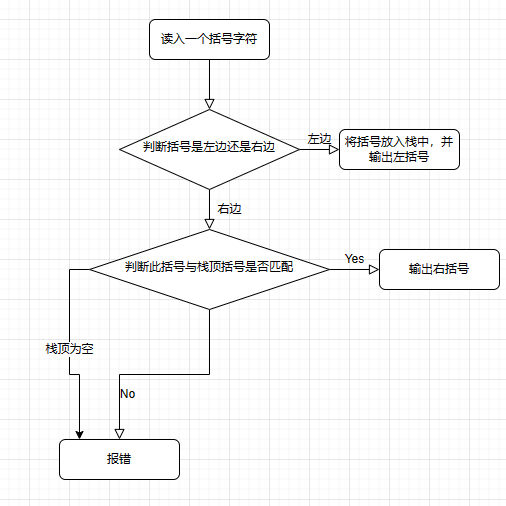 读入一个括号字符
判断括号是左边还是右边
左边
将括号放入栈中，并
输出左括号
右边
判断此括号与栈顶括号是否匹配
Yes
输出右括号
栈顶为空
No
报错